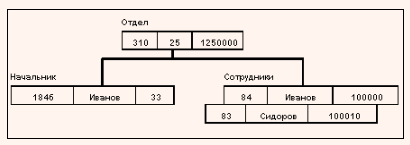 Отдел
310 25 1250000
Начальник
1846 Иванов 33
Сотрудники
84 Иванов 100000
83 Сидоров 100010